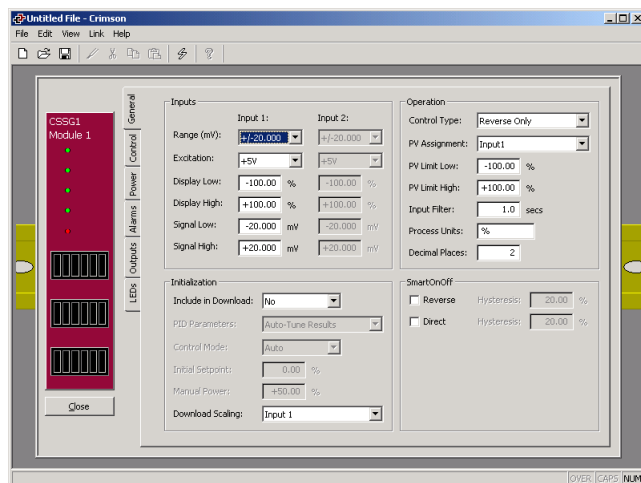 Untitled File - Crimson
File Edit View Link Help
CSSG1
Module 1
Close
General
Control
Power
Alarms
Outputs
LEDs
Inputs
Input 1: Input 2:
Range (mV): +/-20.000 +/-20.000
Excitation: +5V +5V
Display Low: -100.00 % -100.00 %
Display High: +100.00 % +100.00 %
Signal Low: -20.000 mV -20.000 mV
Signal High: +20.000 mV +20.000 mV
Operation
Control Type: Reverse Only
PV Assignment: Input1
PV Limit Low: -100.00 %
PV Limit High: +100.00 %
Input Filter: 1.0 secs
Process Units: %
Decimal Places: 2
Initialization
Include in Download: No
PID Parameters: Auto-Tune Results
Control Mode: Auto
Initial Setpoint: 0.00 %
Manual Power: +50.00 %
Download Scaling: Input 1
SmartOnOff
Reverse Hysteresis: 20.00 %
Direct Hysteresis: 20.00 %
OVER CAPS NUM